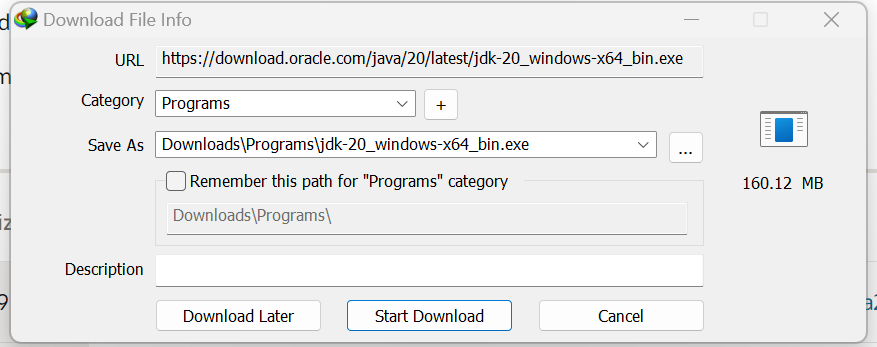 Download File Info
URL https://download.oracle.com/java/20/latest/jdk-20_windows-x64_bin.exe
Category Programs +
Save As Downloads\Programs\jdk-20_windows-x64_bin.exe ...
Remember this path for "Programs" category
160.12 MB
Downloads\Programs\
Description
Download Later Start Download Cancel